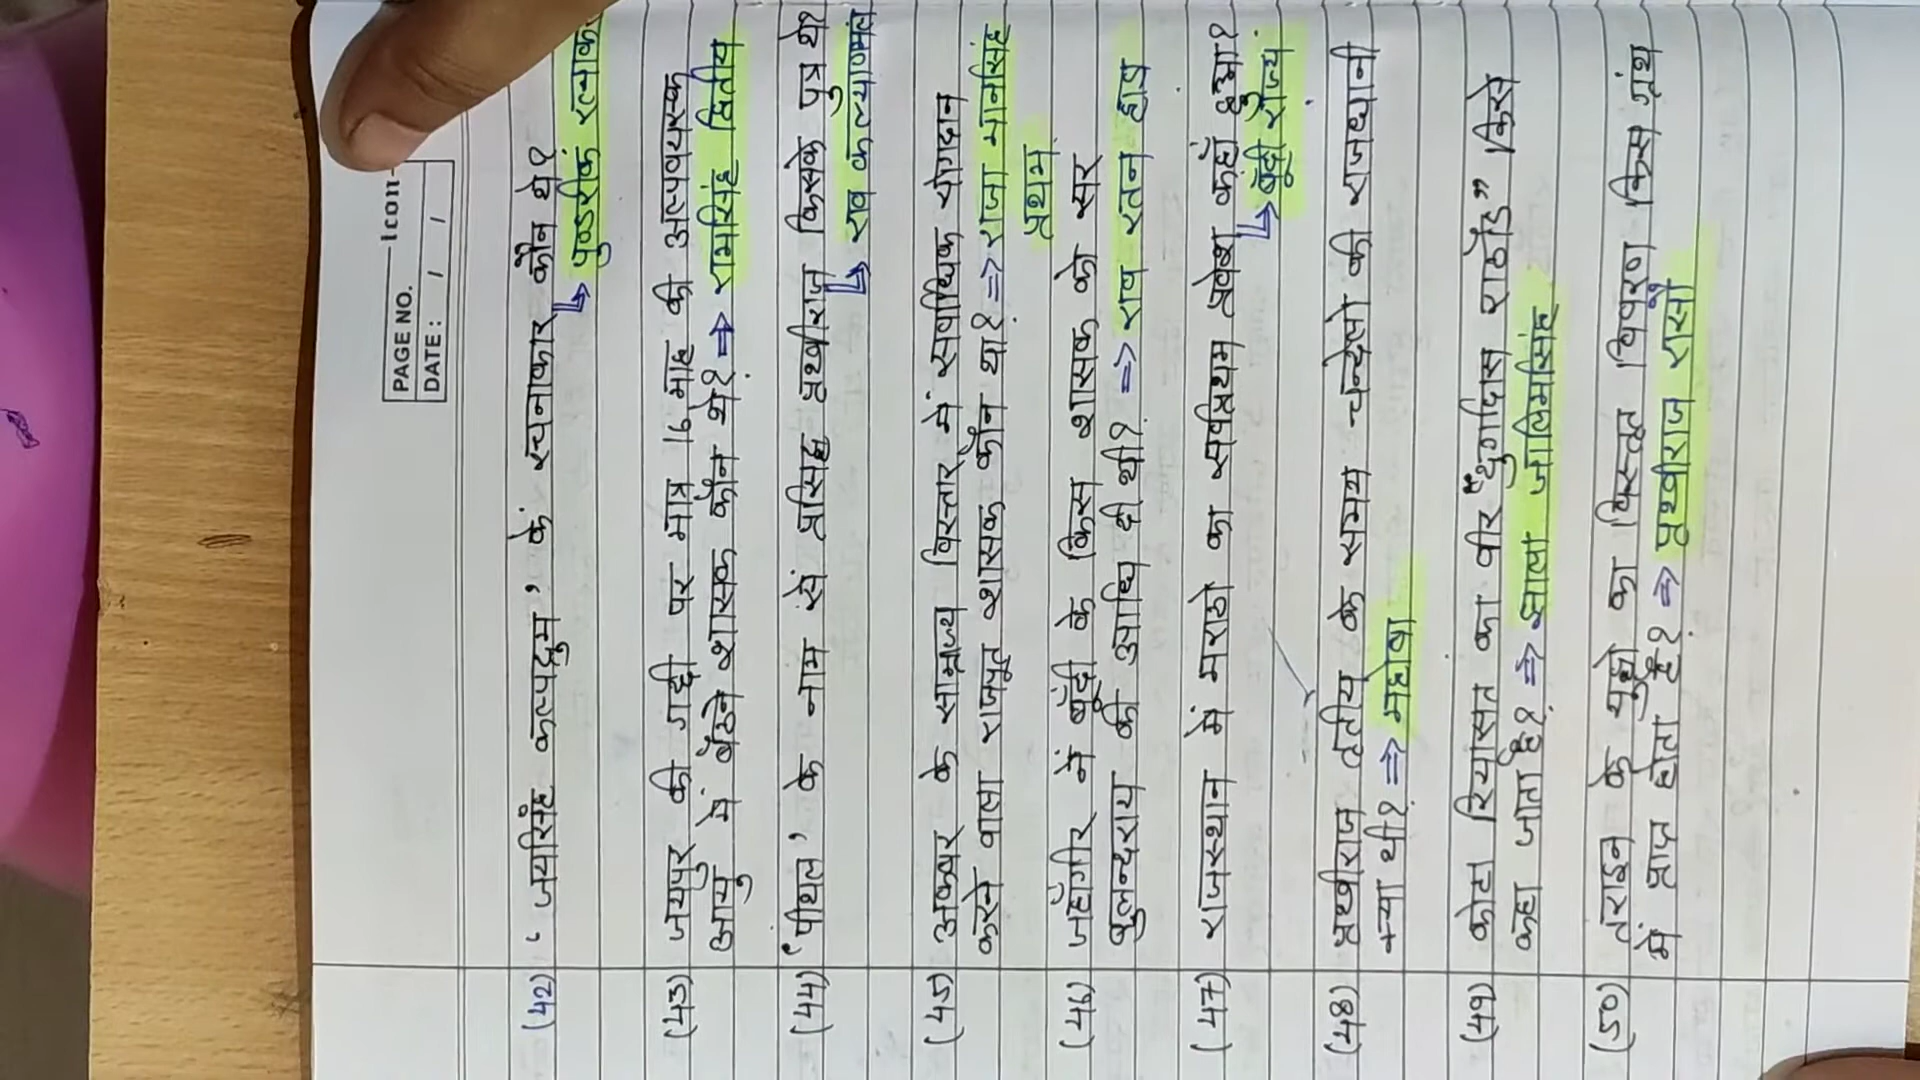 Icon
PAGE NO.
DATE: / /
(42) ' जयसिंह कल्पद्रुम ' के रचनाकार कौन थे?
↳ पुण्डरीक रत्नाक
(43) जयपुर की गद्दी पर मात्र 16 माह की अल्पवयस्क
आयु में बैठने शासक कौन थे? ⇒ रामसिंह द्वितीय
(44) 'पीथल' के नाम से प्रसिद्ध पृथ्वीराज किसके पुत्र थे?
↳ राव कल्याणमल
(45) अकबर के साम्राज्य विस्तार में सर्वाधिक योगदान
करने वाला राजपूत शासक कौन था? ⇒ राजा मानसिंह
प्रथम
(46) जहाँगीर ने बूँदी के किस शासक को सर
बुलन्दराय की उपाधि दी थी? ⇒ राव रतन हाड़ा
(47) राजस्थान में मराठो का सर्वप्रथम प्रवेश कहाँ हुआ?
↳ बूँदी राज्य
(48) पृथ्वीराज तृतीय के समय चन्देलो की राजधानी
क्या थी? ⇒ महोबा
(49) कोटा रियासत का वीर "दुर्गादास राठौड़" किसे
कहा जाता है? ⇒ झाला जालिमसिंह
(50) तराइन के युद्धो का विस्तृत विवरण किस ग्रंथ
में प्राप्त होता है? ⇒ पृथ्वीराज रासौ